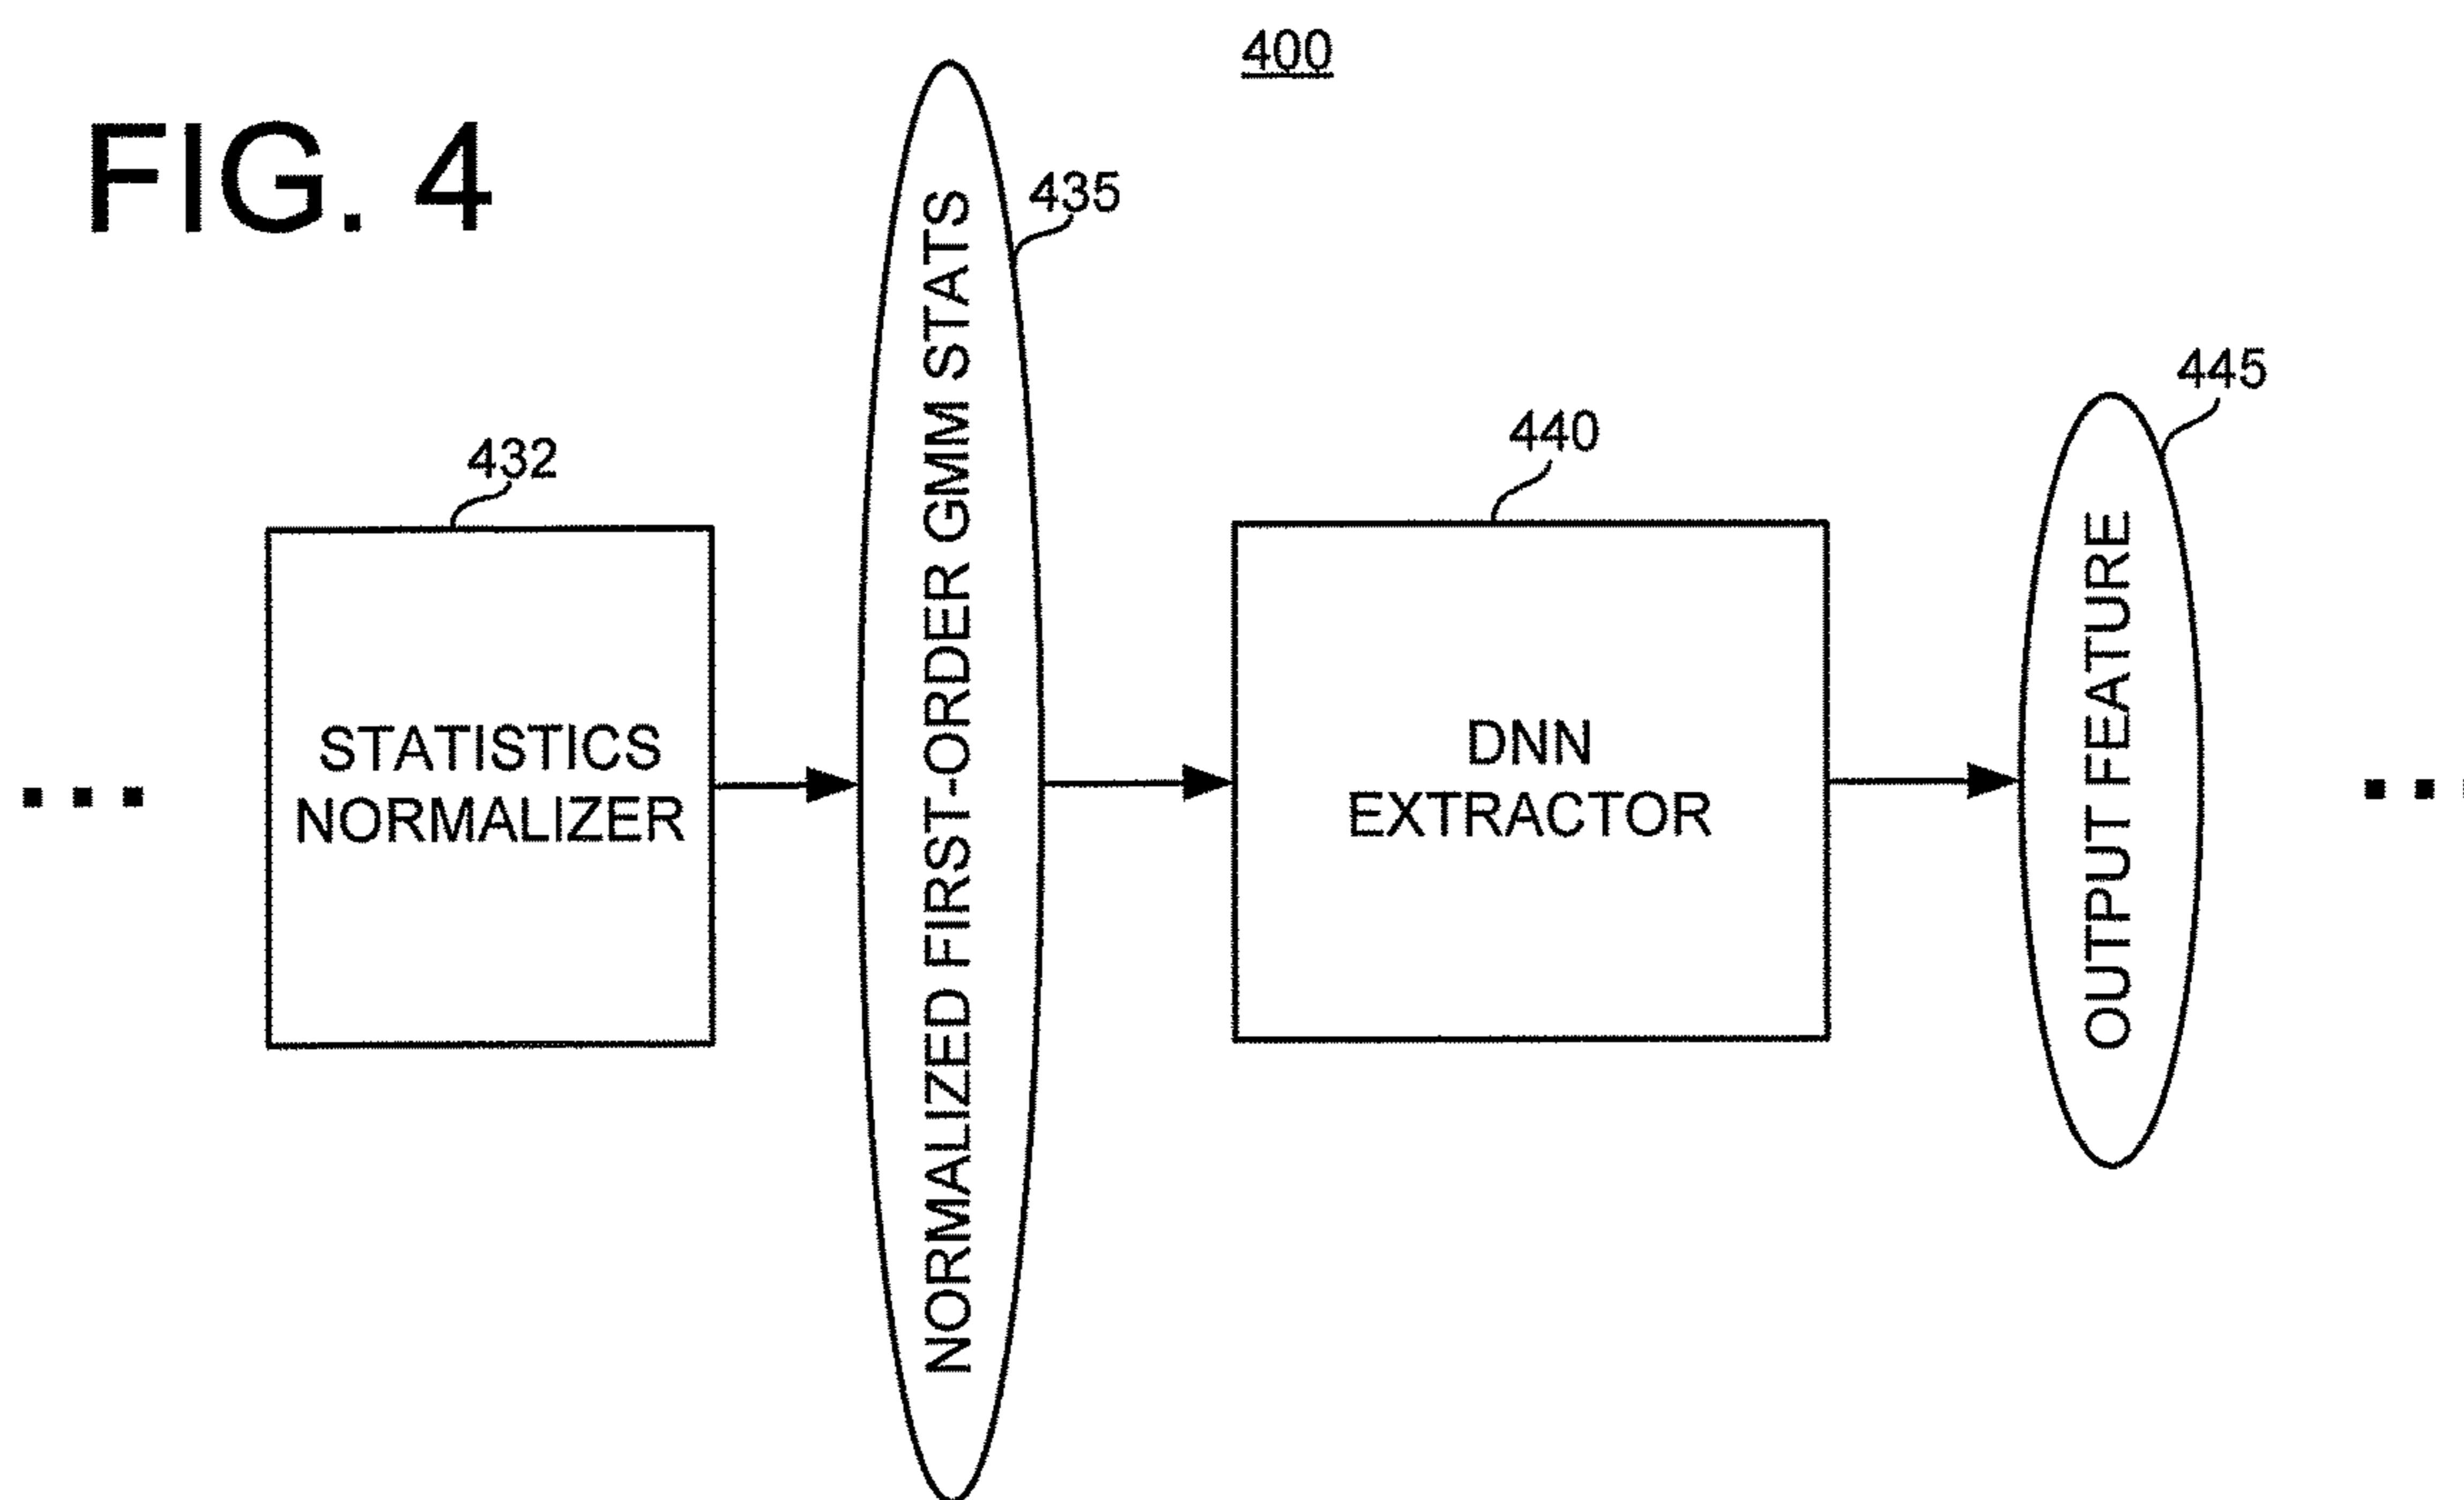 400
FIG. 4
435
445
440
432
NORMALIZED FIRST-ORDER GMM STATS
STATISTICS
NORMALIZER
DNN
EXTRACTOR
OUTPUT FEATURE